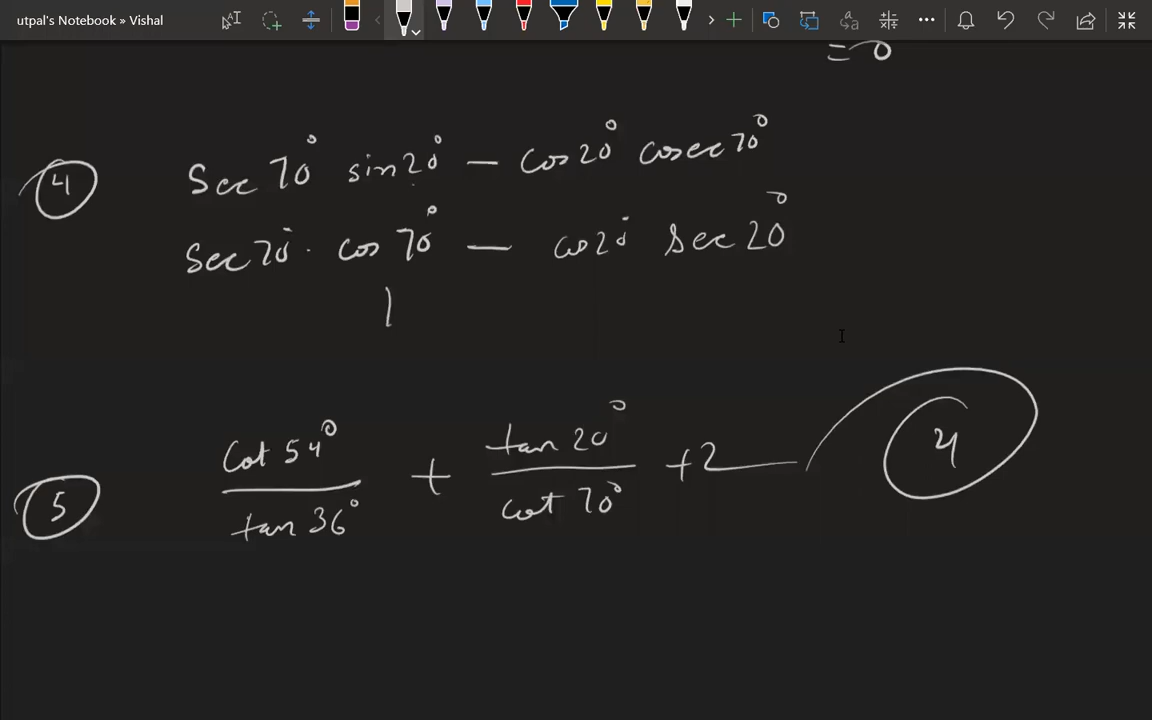 utpal's Notebook » Vishal
= 0
④ Sec 70° sin 20° — cos 20° cosec 70°
Sec 70° · cos 70° — cos 20° sec 20°
1
⑤ Cot 54° / tan 36° + tan 20° / cot 70° + 2 — ④